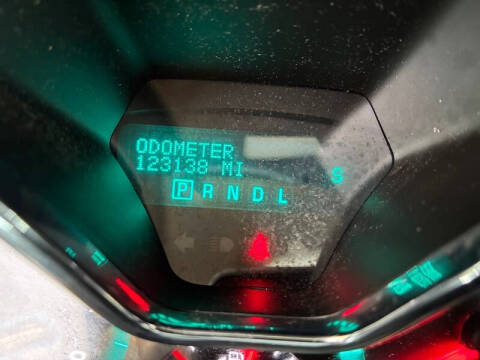 ODOMETER
123138 MI
P R N D L
S